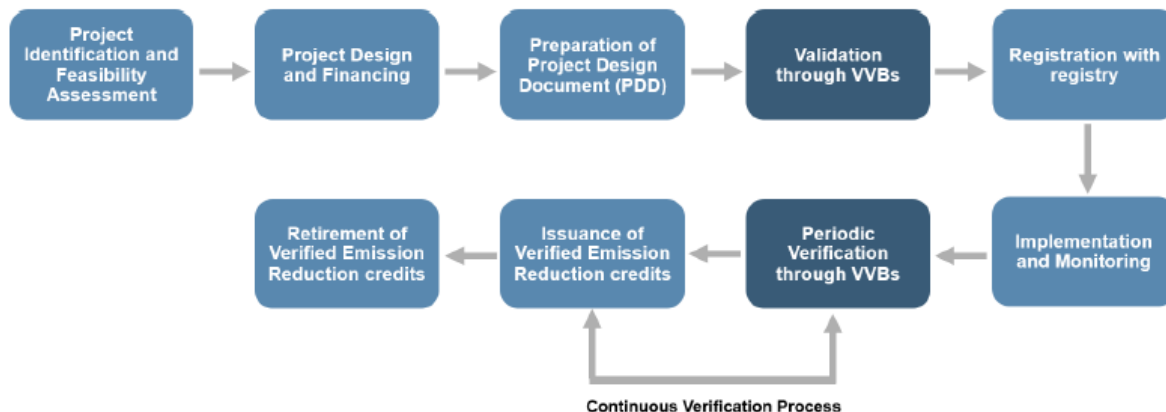 Project
Identification and
Feasibility
Assessment
Project Design
and Financing
Preparation of
Project Design
Document (PDD)
Validation
through VVBs
Registration with
registry
Retirement of
Verified Emission
Reduction credits
Issuance of
Verified Emission
Reduction credits
Periodic
Verification
through VVBs
Implementation
and Monitoring
Continuous Verification Process